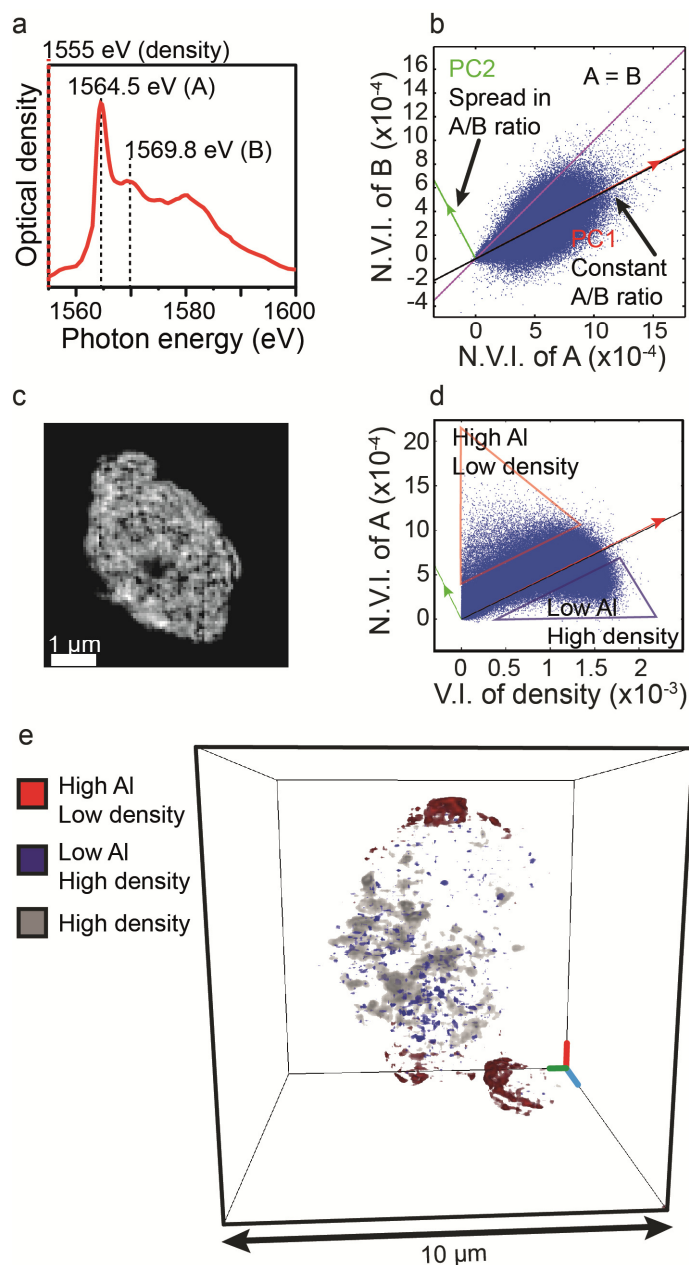 a
1555 eV (density)
1564.5 eV (A)
1569.8 eV (B)
Optical density
1560
1580
1600
Photon energy (eV)
b
16
14
12
10
8
6
4
2
0
-2
-4
N.V.I. of B (x10⁻⁴)
PC2
Spread in
A/B ratio
A = B
PC1
Constant
A/B ratio
0
5
10
15
N.V.I. of A (x10⁻⁴)
c
1 µm
d
20
15
10
5
0
N.V.I. of A (x10⁻⁴)
High Al
Low density
Low Al
High density
0
0.5
1
1.5
2
V.I. of density (x10⁻³)
e
High Al
Low density
Low Al
High density
High density
10 µm